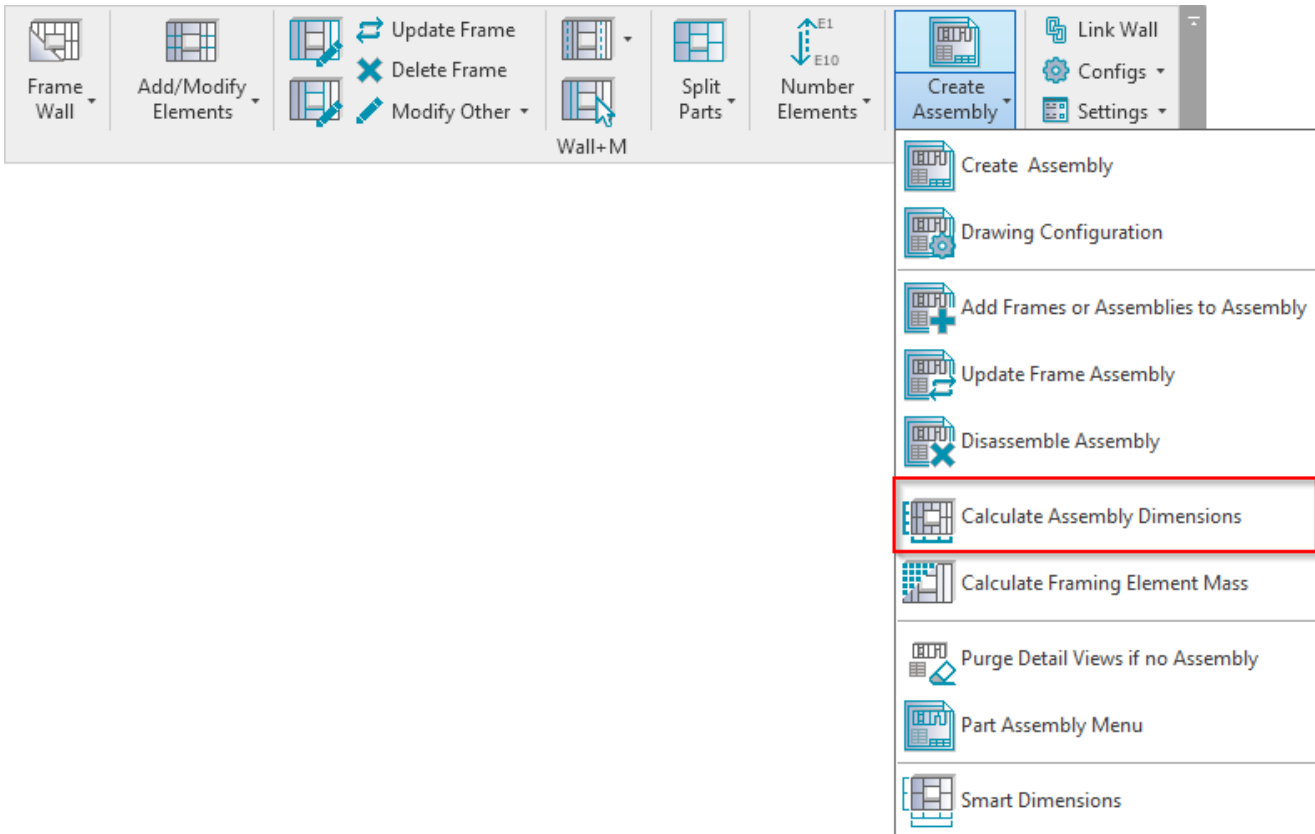 Frame
Wall
Add/Modify
Elements
Update Frame
Delete Frame
Modify Other
Split
Parts
E1
E10
Number
Elements
Create
Assembly
Link Wall
Configs
Settings
Wall+M
Create Assembly
Drawing Configuration
Add Frames or Assemblies to Assembly
Update Frame Assembly
Disassemble Assembly
Calculate Assembly Dimensions
Calculate Framing Element Mass
Purge Detail Views if no Assembly
Part Assembly Menu
Smart Dimensions